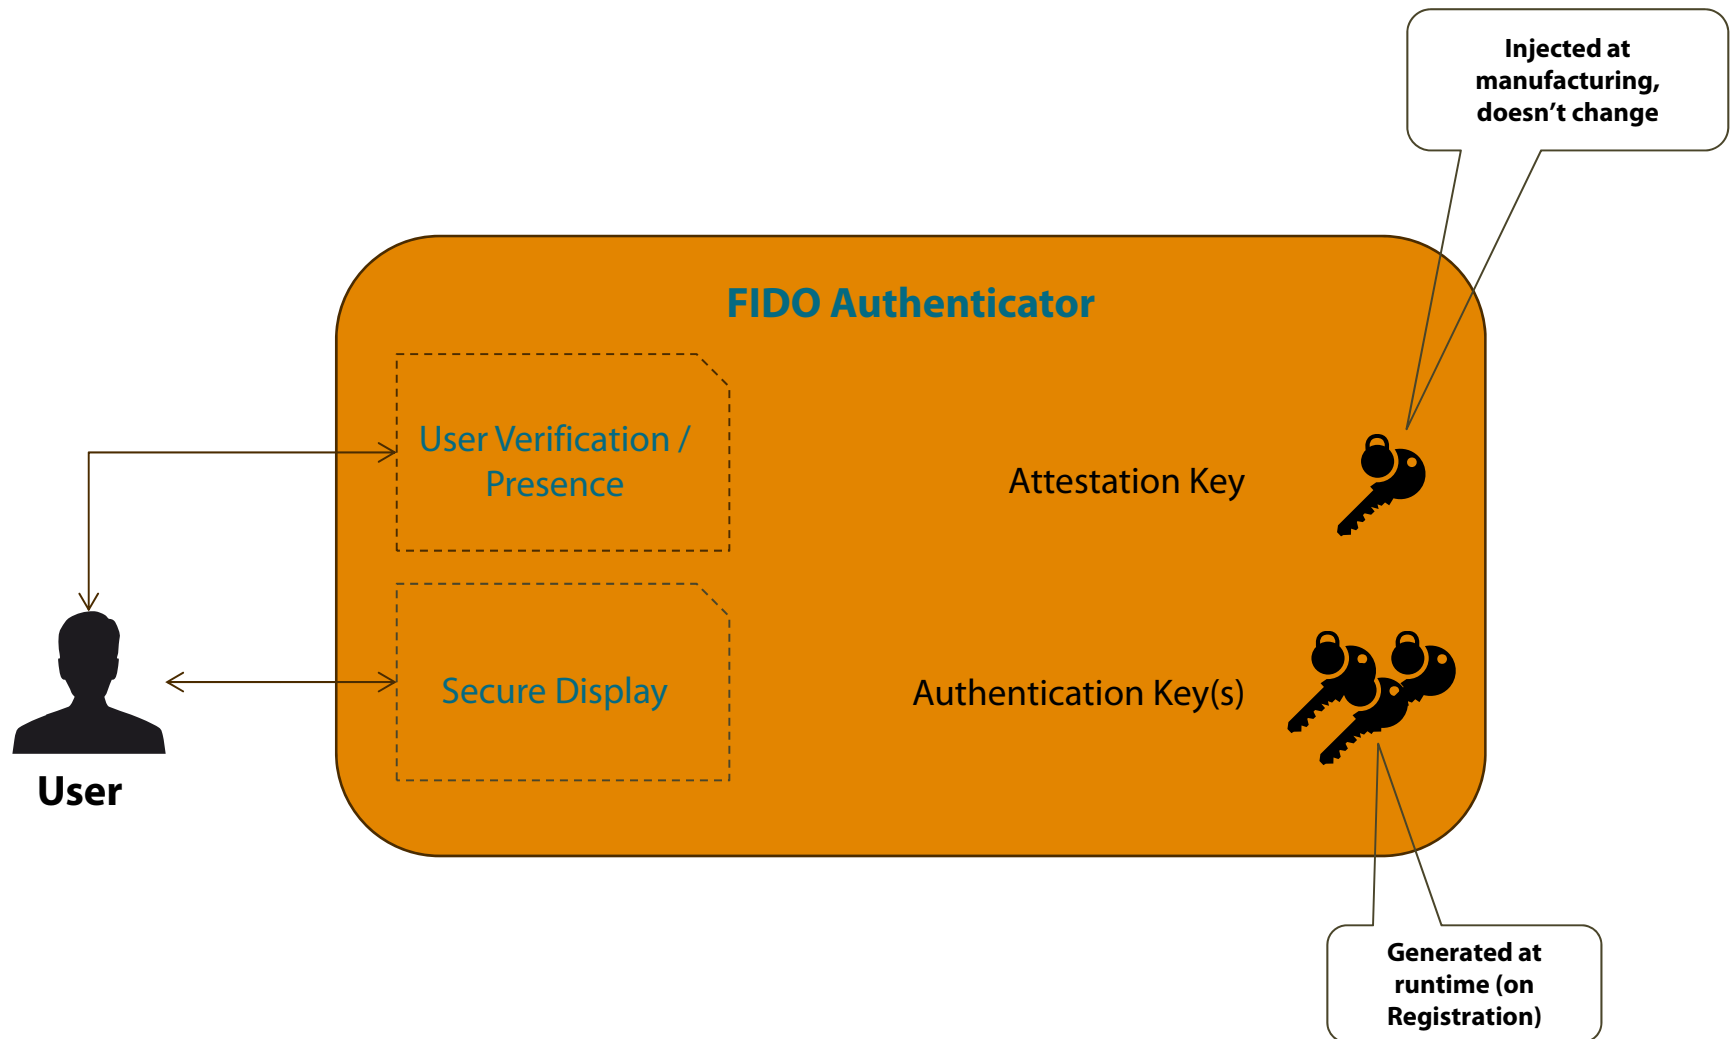 Injected at
manufacturing,
doesn’t change
FIDO Authenticator
User Verification /
Presence
Attestation Key
Secure Display
Authentication Key(s)
User
Generated at
runtime (on
Registration)